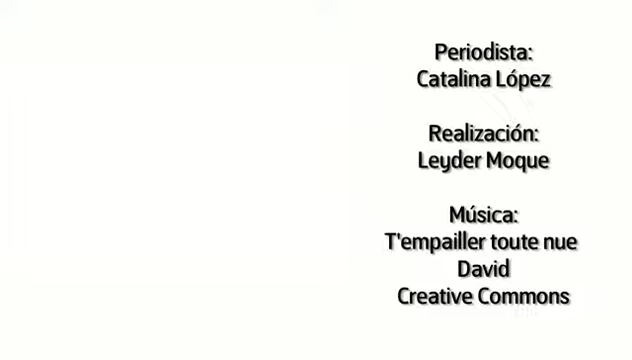 Periodista:
Catalina López
Realización:
Leyder Moque
Música:
T'empailler toute nue
David
Creative Commons